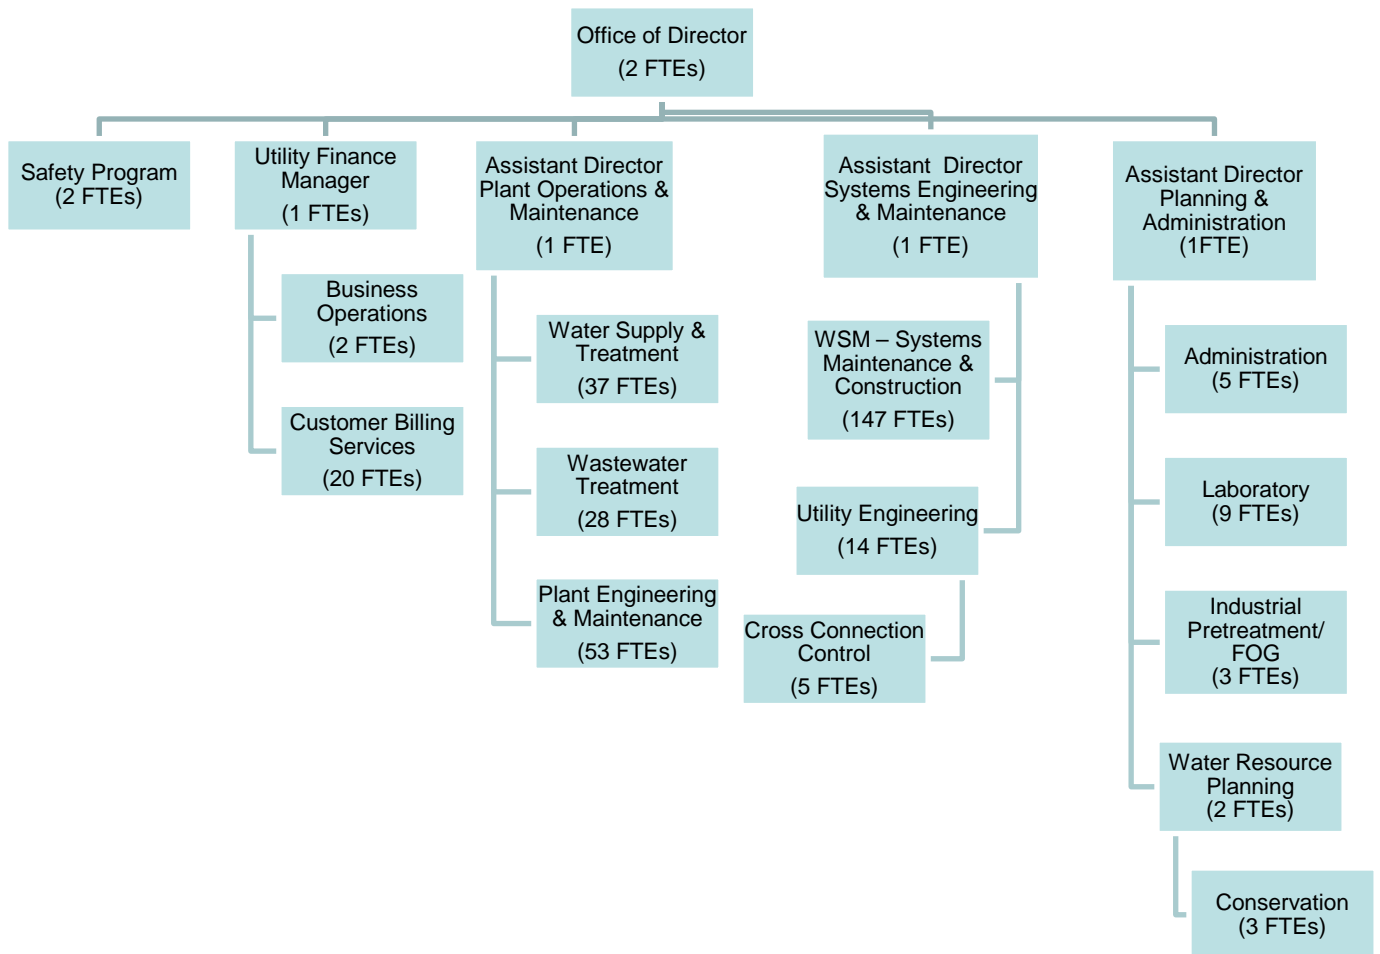 Office of Director
(2 FTEs)
Safety Program
(2 FTEs)
Utility Finance
Manager
(1 FTEs)
Business
Operations
(2 FTEs)
Customer Billing
Services
(20 FTEs)
Assistant Director
Plant Operations &
Maintenance
(1 FTE)
Water Supply &
Treatment
(37 FTEs)
Wastewater
Treatment
(28 FTEs)
Plant Engineering
& Maintenance
(53 FTEs)
Assistant  Director
Systems Engineering
& Maintenance
(1 FTE)
WSM – Systems
Maintenance &
Construction
(147 FTEs)
Utility Engineering
(14 FTEs)
Cross Connection
Control
(5 FTEs)
Assistant Director
Planning &
Administration
(1FTE)
Administration
(5 FTEs)
Laboratory
(9 FTEs)
Industrial
Pretreatment/
FOG
(3 FTEs)
Water Resource
Planning
(2 FTEs)
Conservation
(3 FTEs)